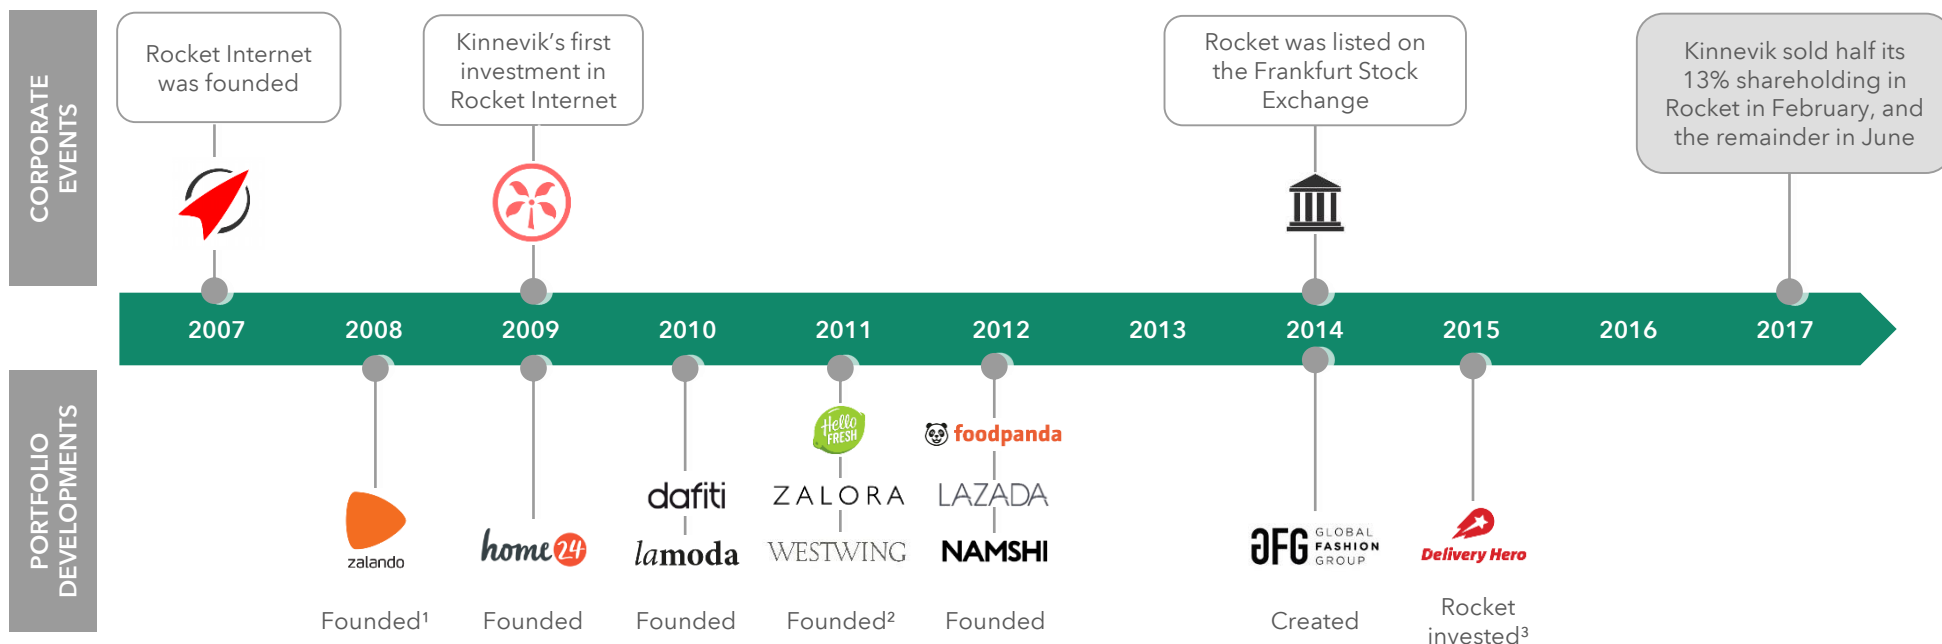 CORPORATE
EVENTS
Rocket Internet
was founded
Kinnevik's first
investment in
Rocket Internet
Rocket was listed on
the Frankfurt Stock
Exchange
Kinnevik sold half its
13% shareholding in
Rocket in February, and
the remainder in June
2007 2008 2009 2010 2011 2012 2013 2014 2015 2016 2017
PORTFOLIO
DEVELOPMENTS
zalando
Founded¹
home24
Founded
dafiti
lamoda
Founded
Hello
FRESH
ZALORA
WESTWING
Founded²
foodpanda
LAZADA
NAMSHI
Founded
GFG GLOBAL
FASHION
GROUP
Created
Delivery Hero
Rocket
invested³